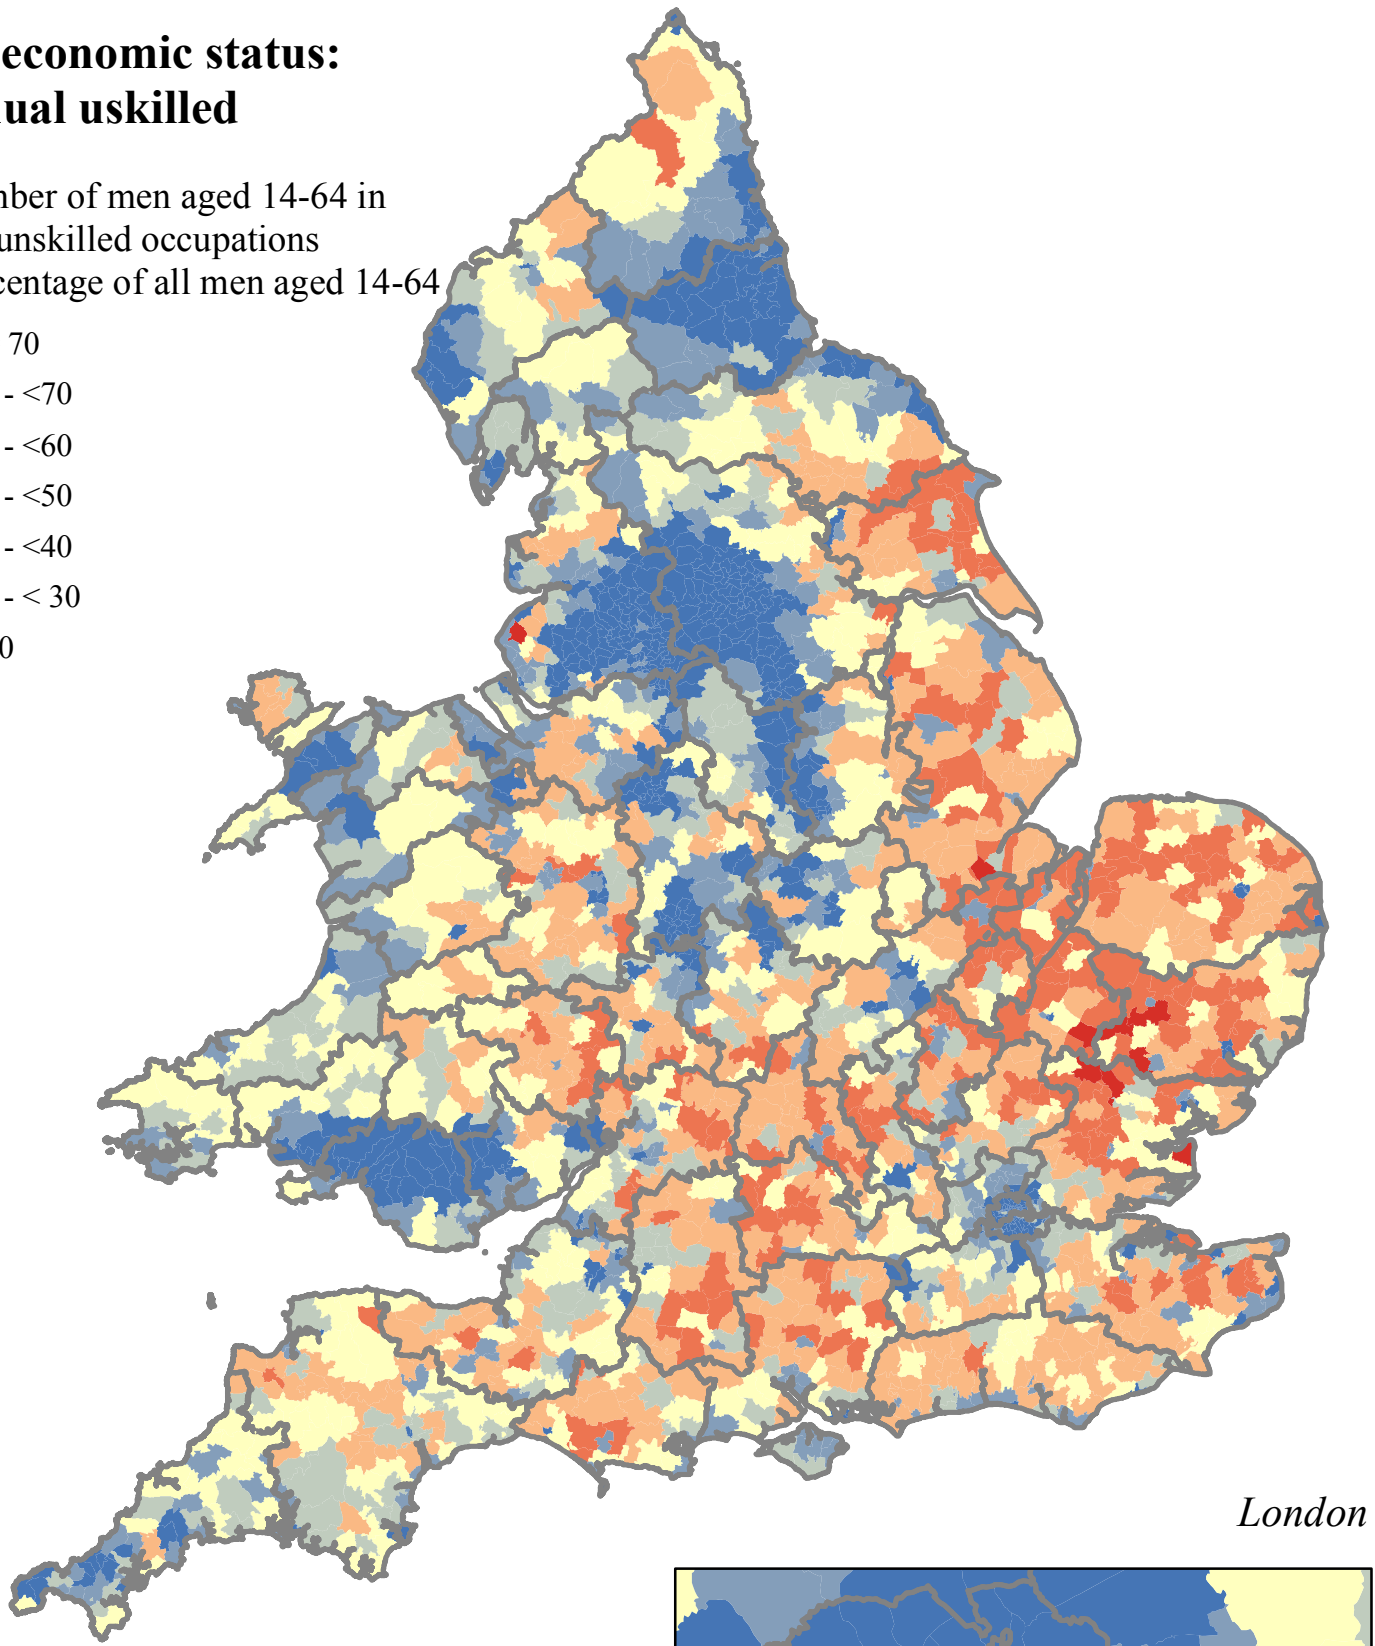 economic status:
ual uskilled
nber of men aged 14-64 in
unskilled occupations
centage of all men aged 14-64
70
- <70
- <60
- <50
- <40
- < 30
0
London